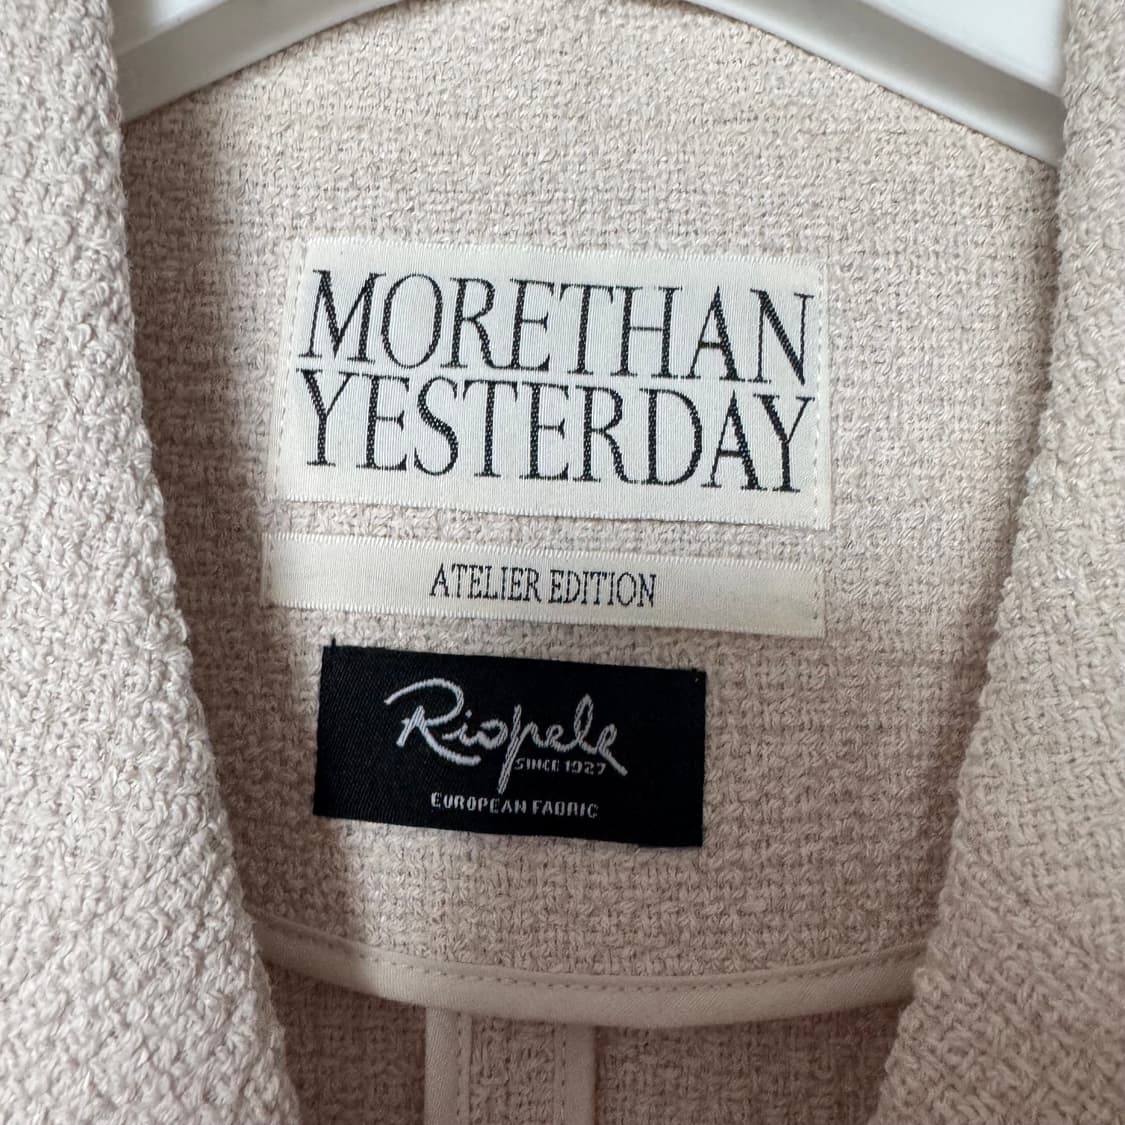 MORETHAN
YESTERDAY
ATELIER EDITION
Riopele
SINCE 1927
EUROPEAN FABRIC